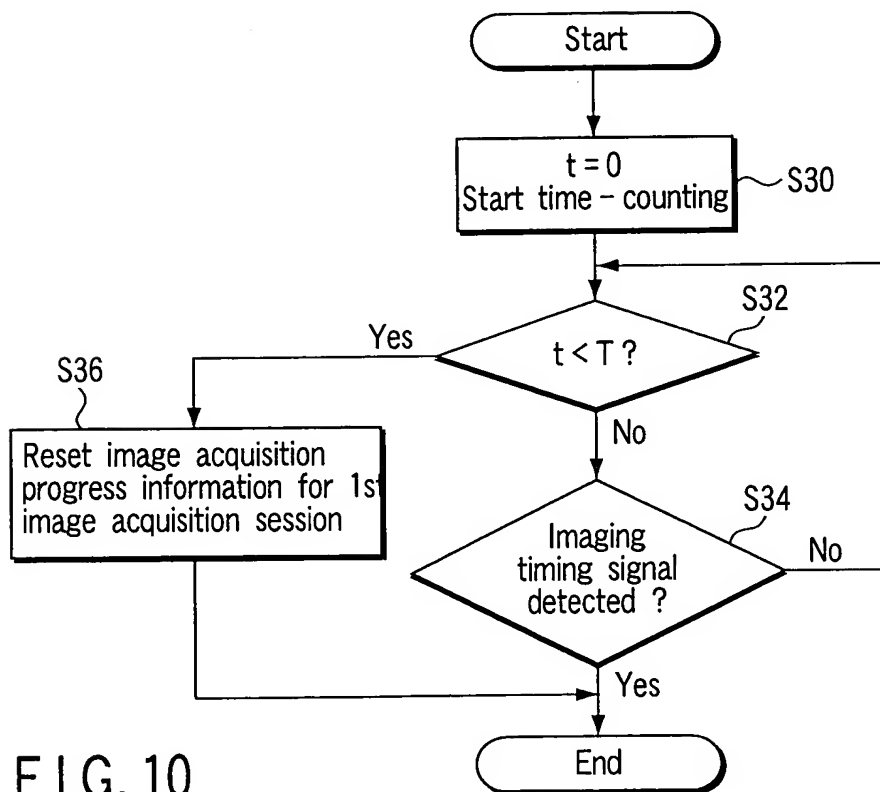 Start
t = 0
Start time - counting
S30
S32
Yes
t < T ?
S36
No
Reset image acquisition
progress information for 1st
image acquisition session
S34
Imaging
timing signal
detected ?
No
Yes
End
FIG. 10